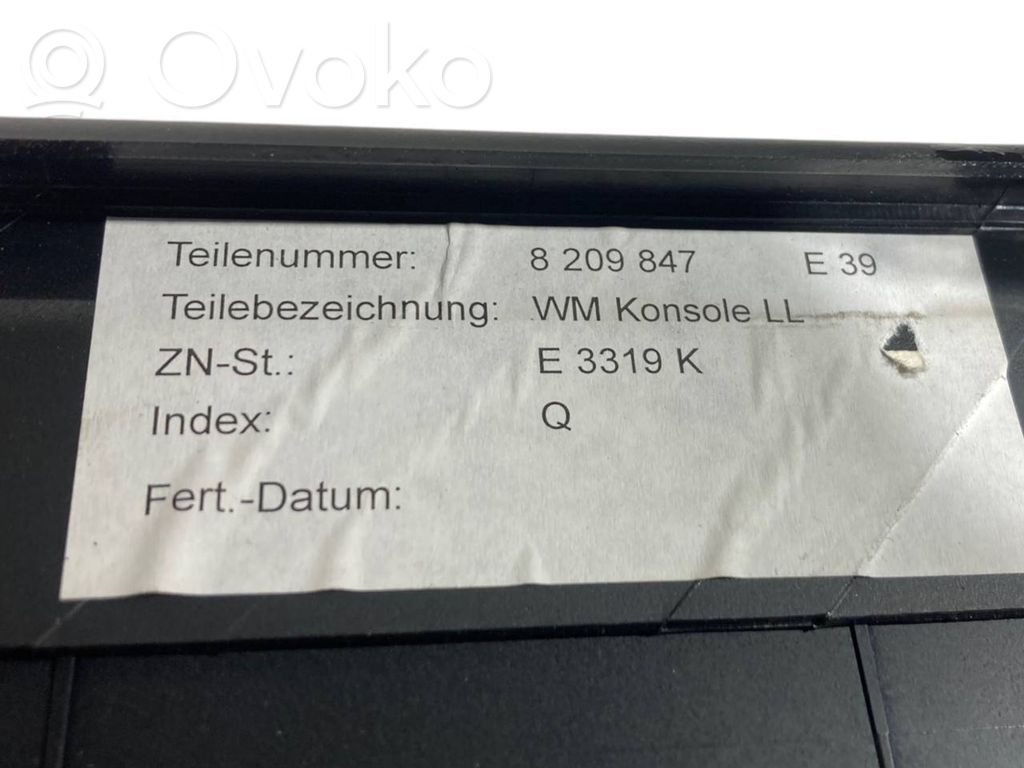 Ovoko
Teilenummer: 8 209 847 E 39
Teilebezeichnung: WM Konsole LL
ZN-St.: E 3319 K
Index: Q
Fert.-Datum: